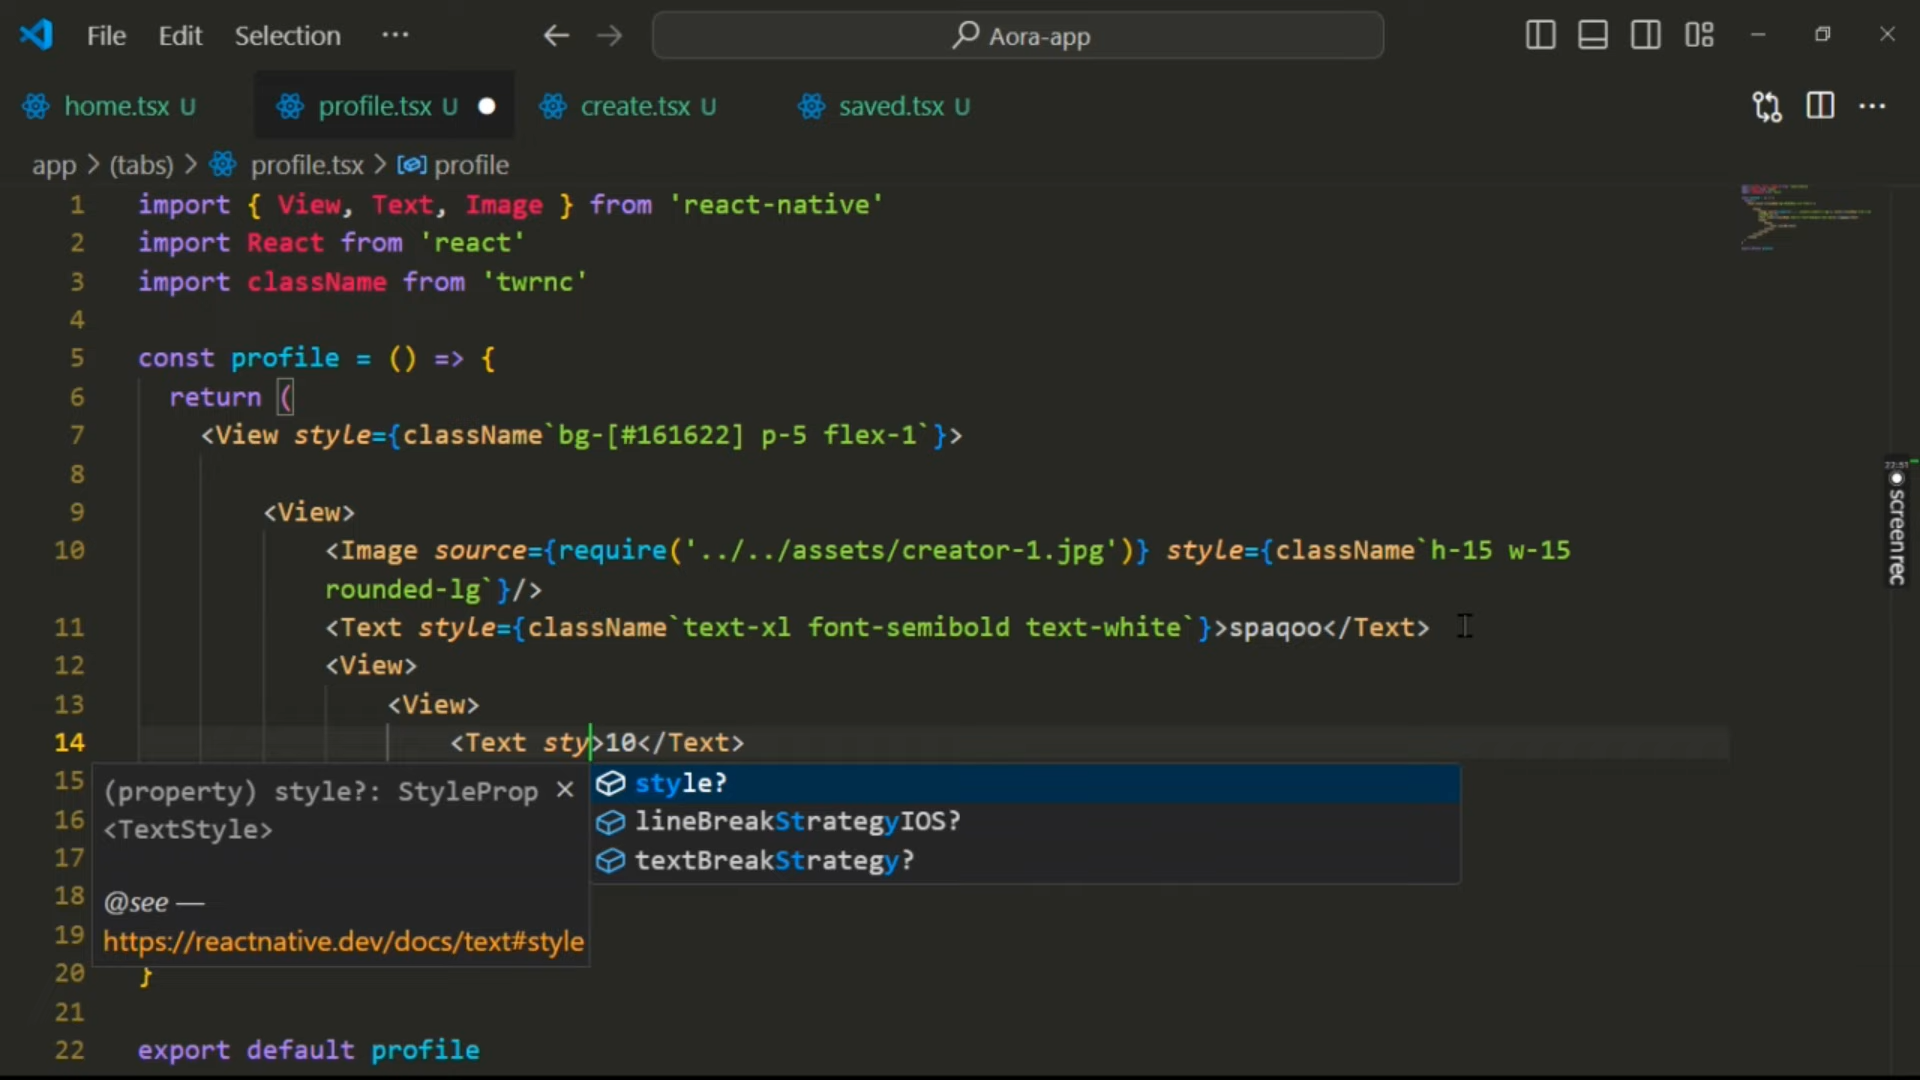 File Edit Selection ··· Aora-app
home.tsx U profile.tsx U create.tsx U saved.tsx U ···
app > (tabs) > profile.tsx > profile
1 import { View, Text, Image } from 'react-native'
2 import React from 'react'
3 import className from 'twrnc'
4
5 const profile = () => {
6 return (
7 <View style={className`bg-[#161622] p-5 flex-1`}>
8
9 <View>
10 <Image source={require('../../assets/creator-1.jpg')} style={className`h-15 w-15
rounded-lg`}/>
11 <Text style={className`text-xl font-semibold text-white`}>spaqoo</Text>
12 <View>
13 <View>
14 <Text sty>10</Text>
15
16
17
18
19
20 }
21
22 export default profile
(property) style?: StyleProp
<TextStyle>
@see —
https://reactnative.dev/docs/text#style
style?
lineBreakStrategyIOS?
textBreakStrategy?
22:51
screenrec